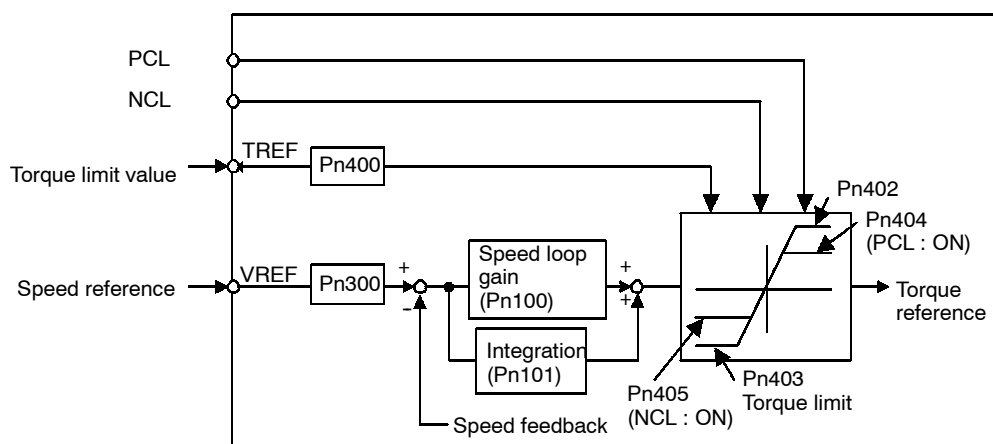 PCL
NCL
TREF
Pn400
Torque limit value
Pn402
Pn404
(PCL : ON)
VREF
Pn300
Speed reference
+
-
Speed loop
gain
(Pn100)
+
+
Torque
reference
Integration
(Pn101)
Pn403
Torque limit
Pn405
(NCL : ON)
Speed feedback